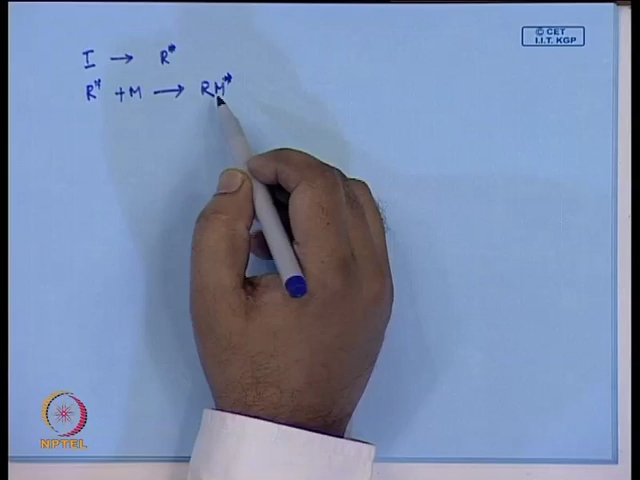 © CET
I.I.T. KGP
I → R*
R* + M → RM*
NPTEL